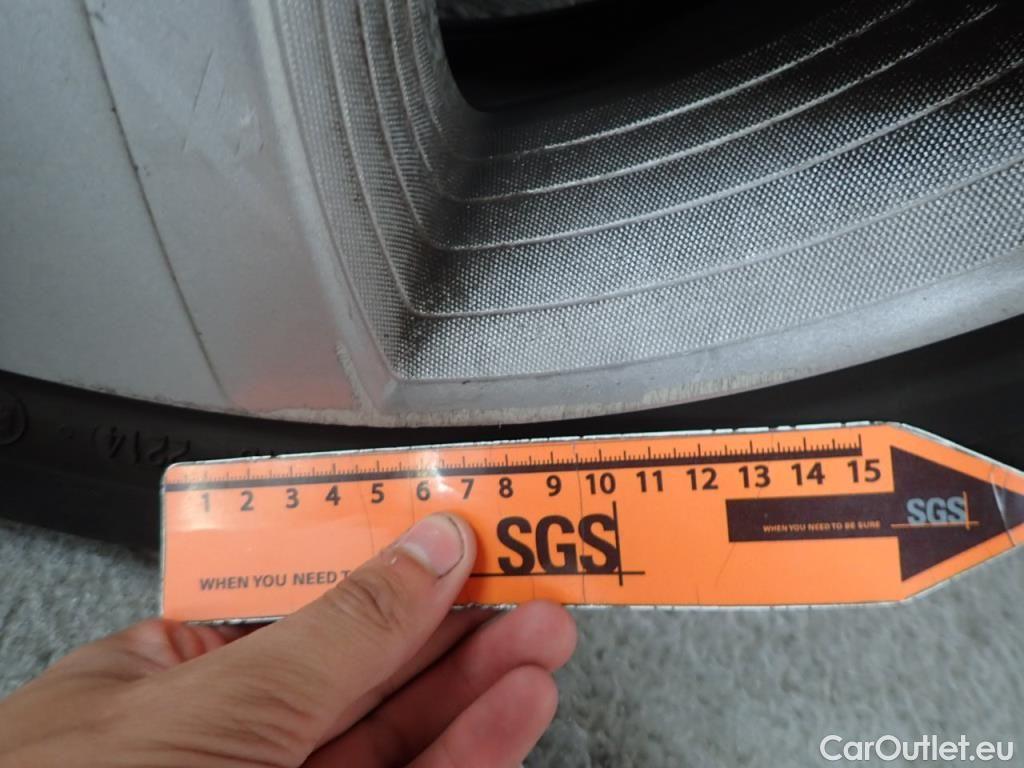 2214
1 2 3 4 5 6 7 8 9 10 11 12 13 14 15
SGS
WHEN YOU NEED T
WHEN YOU NEED TO BE SURE
SGS
CarOutlet.eu